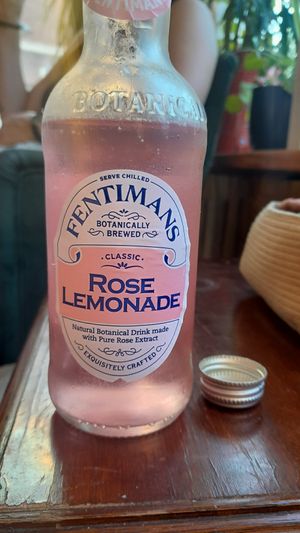 FENTIMANS
BOTANICAL
SERVE CHILLED
FENTIMANS
BOTANICALLY
BREWED
CLASSIC
ROSE
LEMONADE
Natural Botanical Drink made
with Pure Rose Extract
EXQUISITELY CRAFTED